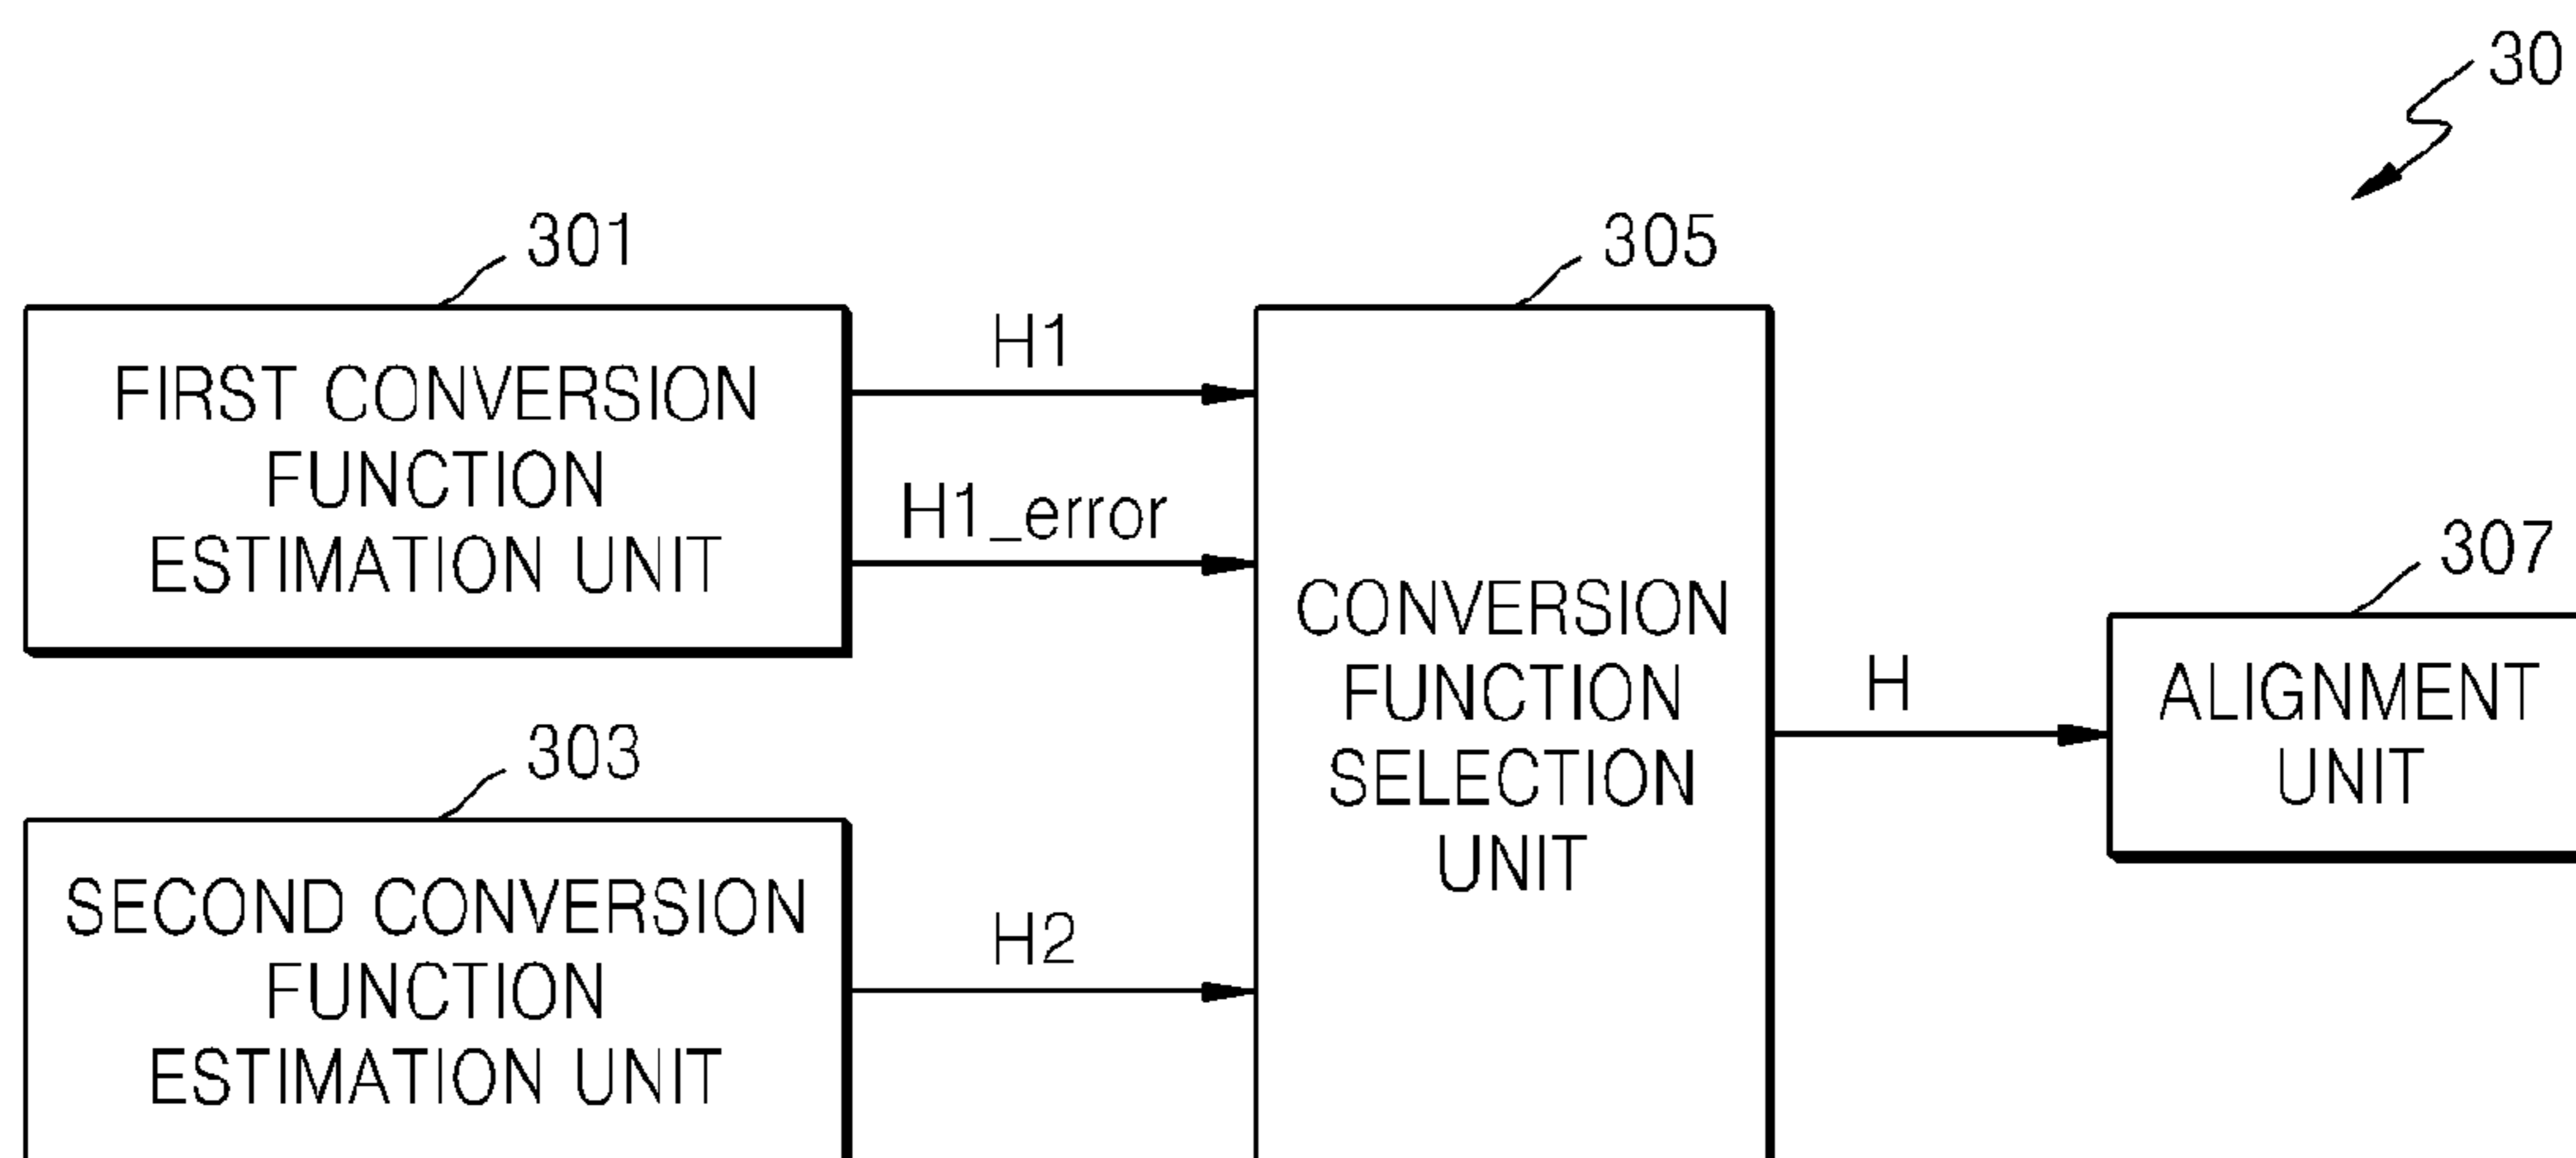 30
301
305
FIRST CONVERSION
FUNCTION
ESTIMATION UNIT
H1
H1_error
CONVERSION
FUNCTION
SELECTION
UNIT
H
307
ALIGNMENT
UNIT
303
SECOND CONVERSION
FUNCTION
ESTIMATION UNIT
H2